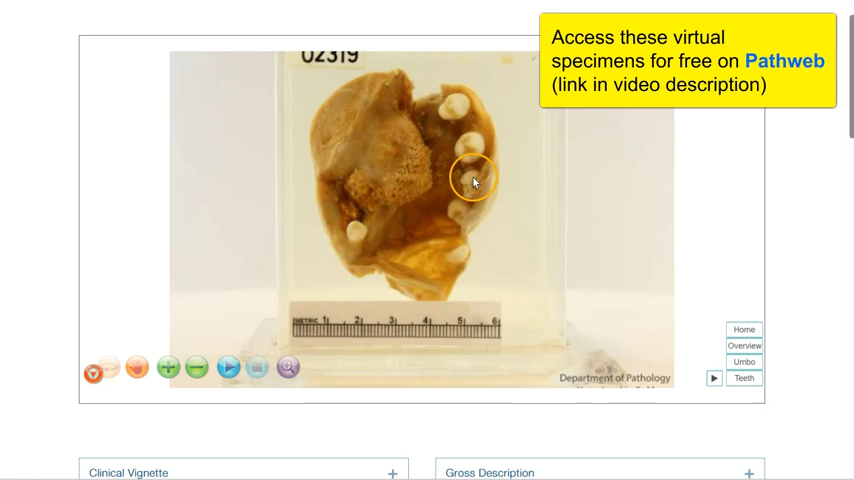 02319
Access these virtual
specimens for free on Pathweb
(link in video description)
METRIC 1 2 3 4 5 6
Home
Overview
Umbo
Teeth
Department of Pathology
Clinical Vignette +
Gross Description +